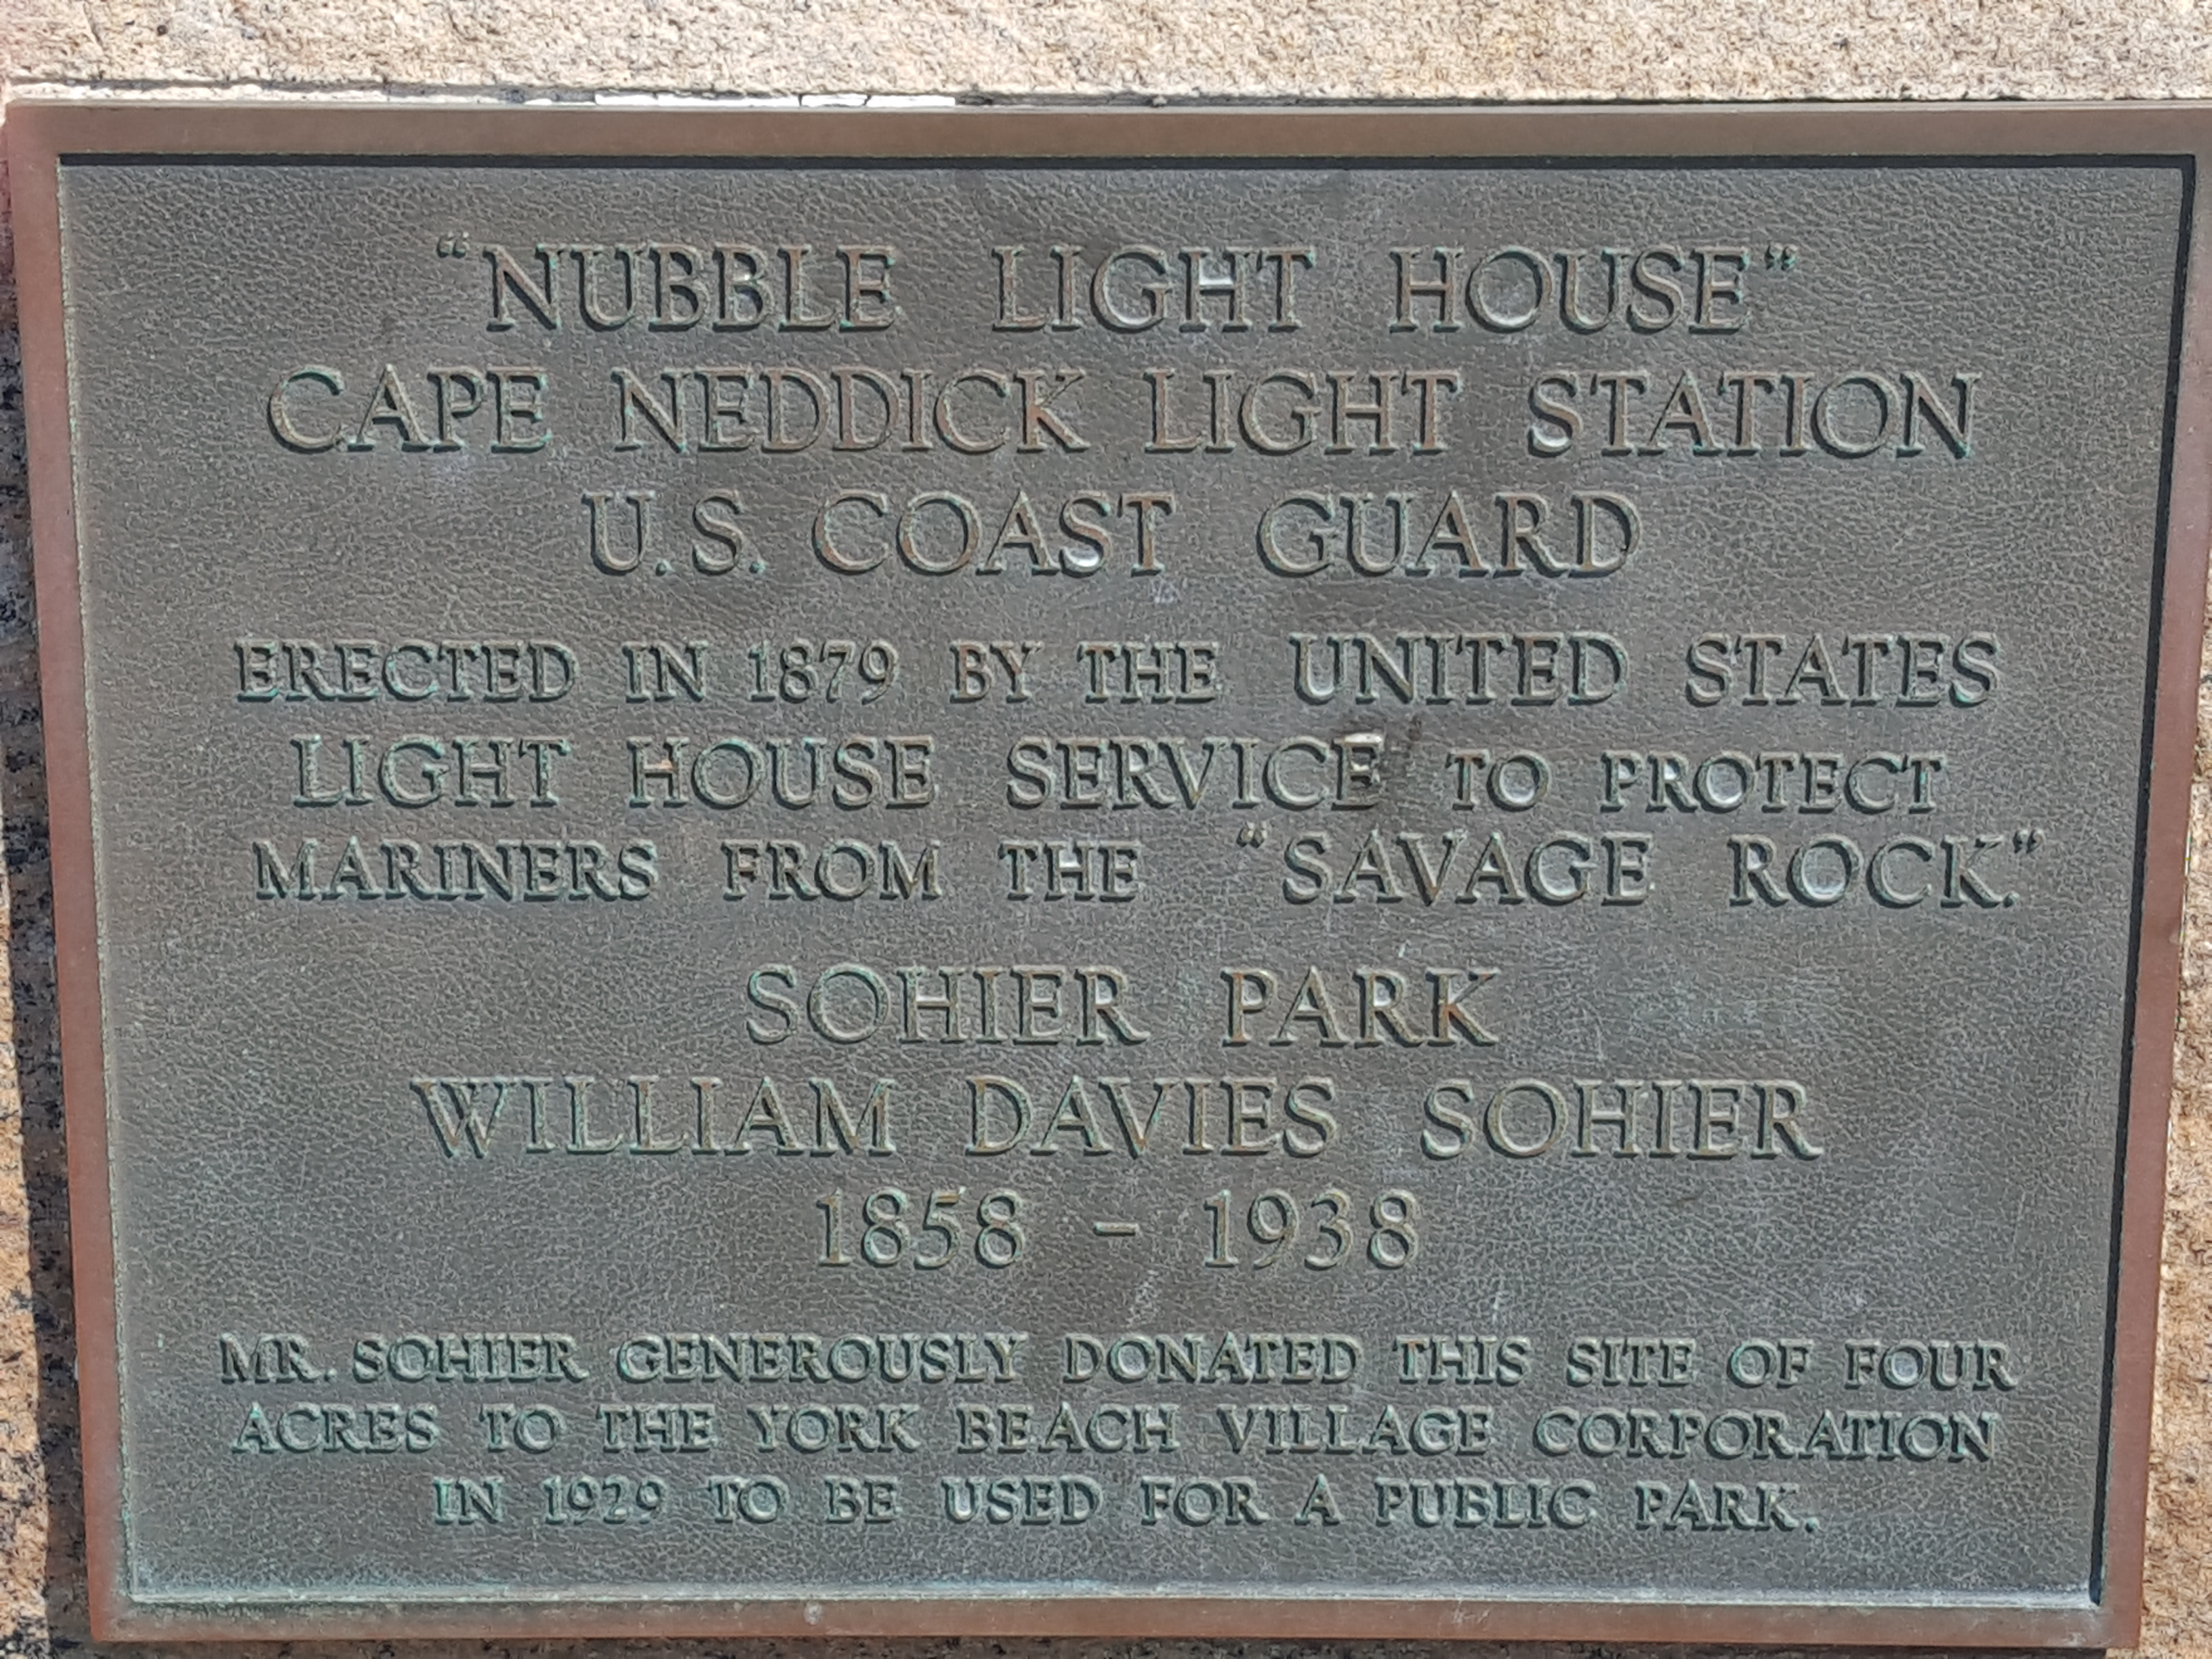 “NUBBLE LIGHT HOUSE”
CAPE NEDDICK LIGHT STATION
U.S. COAST GUARD
ERECTED IN 1879 BY THE UNITED STATES
LIGHT HOUSE SERVICE TO PROTECT
MARINERS FROM THE “SAVAGE ROCK.”
SOHIER PARK
WILLIAM DAVIES SOHIER
1858 - 1938
MR. SOHIER GENEROUSLY DONATED THIS SITE OF FOUR
ACRES TO THE YORK BEACH VILLAGE CORPORATION
IN 1929 TO BE USED FOR A PUBLIC PARK.